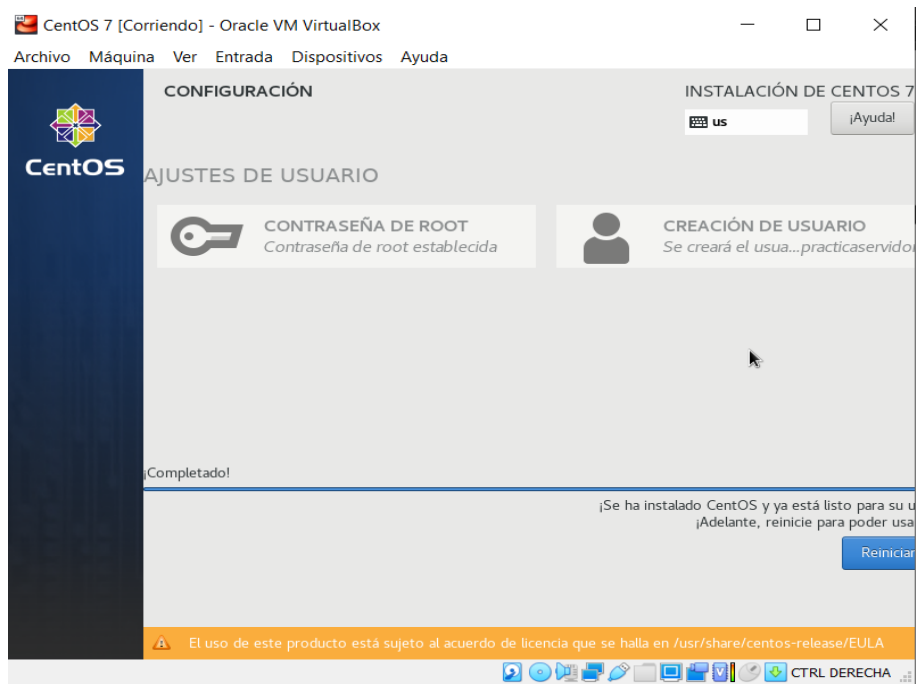 CentOS 7 [Corriendo] - Oracle VM VirtualBox
Archivo Máquina Ver Entrada Dispositivos Ayuda
CONFIGURACIÓN
INSTALACIÓN DE CENTOS 7
us
¡Ayuda!
CentOS
AJUSTES DE USUARIO
CONTRASEÑA DE ROOT
Contraseña de root establecida
CREACIÓN DE USUARIO
Se creará el usua...practicaservido
¡Completado!
¡Se ha instalado CentOS y ya está listo para su u
¡Adelante, reinicie para poder usa
Reiniciar
El uso de este producto está sujeto al acuerdo de licencia que se halla en /usr/share/centos-release/EULA
CTRL DERECHA